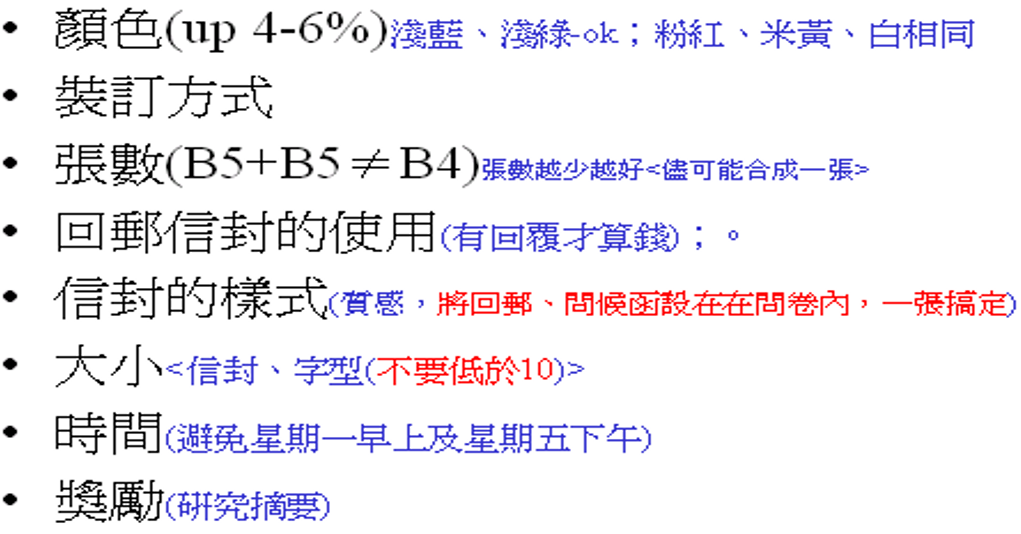 • 顏色(up 4-6%)淺藍、淺綠-ok；粉紅、米黃、白相同
• 裝訂方式
• 張數(B5+B5≠B4)張數越少越好<儘可能合成一張>
• 回郵信封的使用(有回覆才算錢)；。
• 信封的樣式(質感，將回郵、問候函設在在問卷內，一張搞定)
• 大小<信封、字型(不要低於10)>
• 時間(避免星期一早上及星期五下午)
• 獎勵(研究摘要)